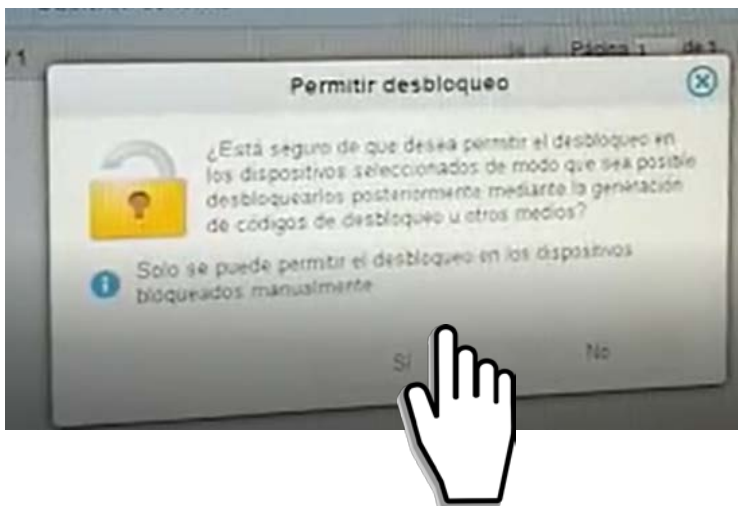 / 1
Página 1 de 1
Permitir desbloqueo
¿Está seguro de que desea permitir el desbloqueo en
los dispositivos seleccionados de modo que sea posible
desbloquearlos posteriormente mediante la generación
de códigos de desbloqueo u otros medios?
Solo se puede permitir el desbloqueo en los dispositivos
bloqueados manualmente
Sí
No